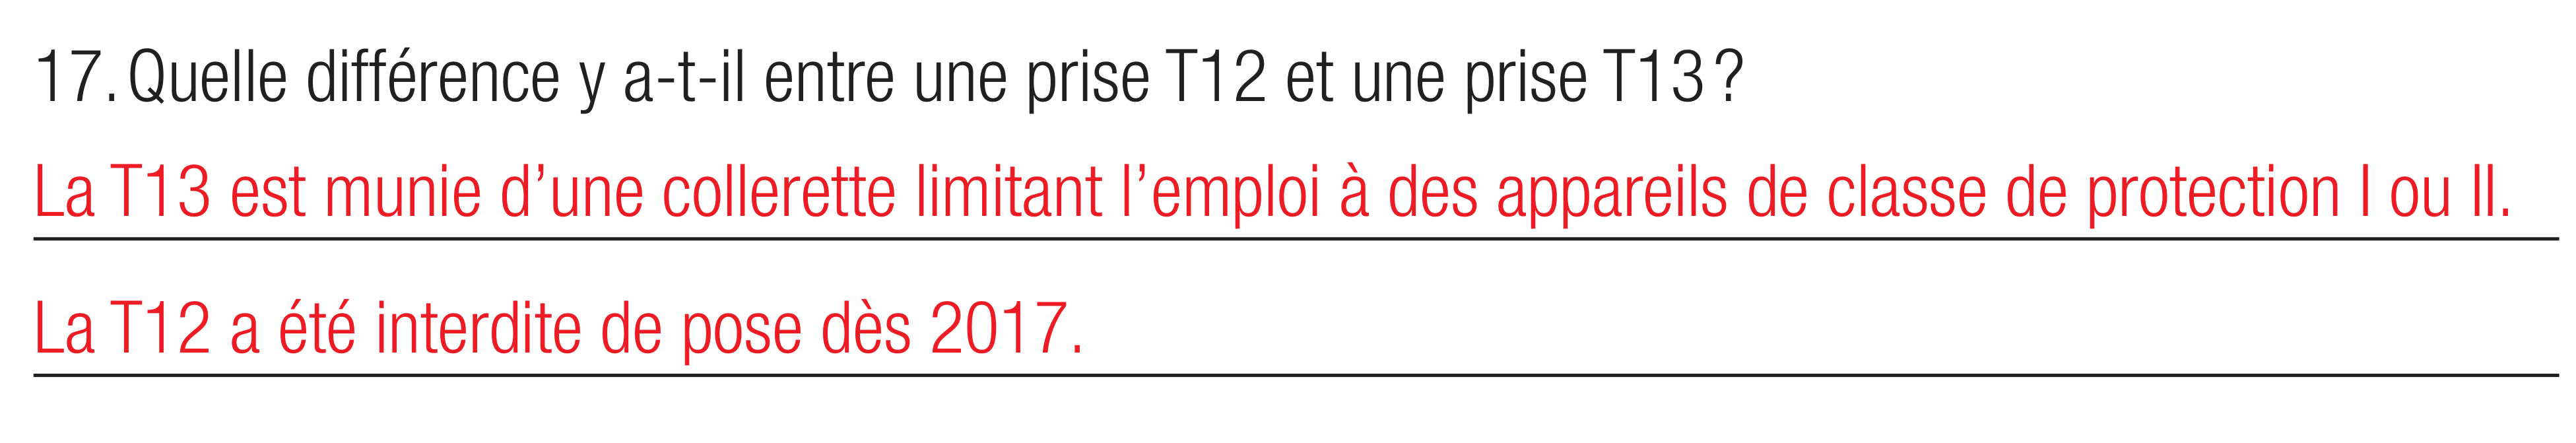 17. Quelle différence y a-t-il entre une prise T12 et une prise T13 ?
La T13 est munie d’une collerette limitant l’emploi à des appareils de classe de protection I ou II.
La T12 a été interdite de pose dès 2017.